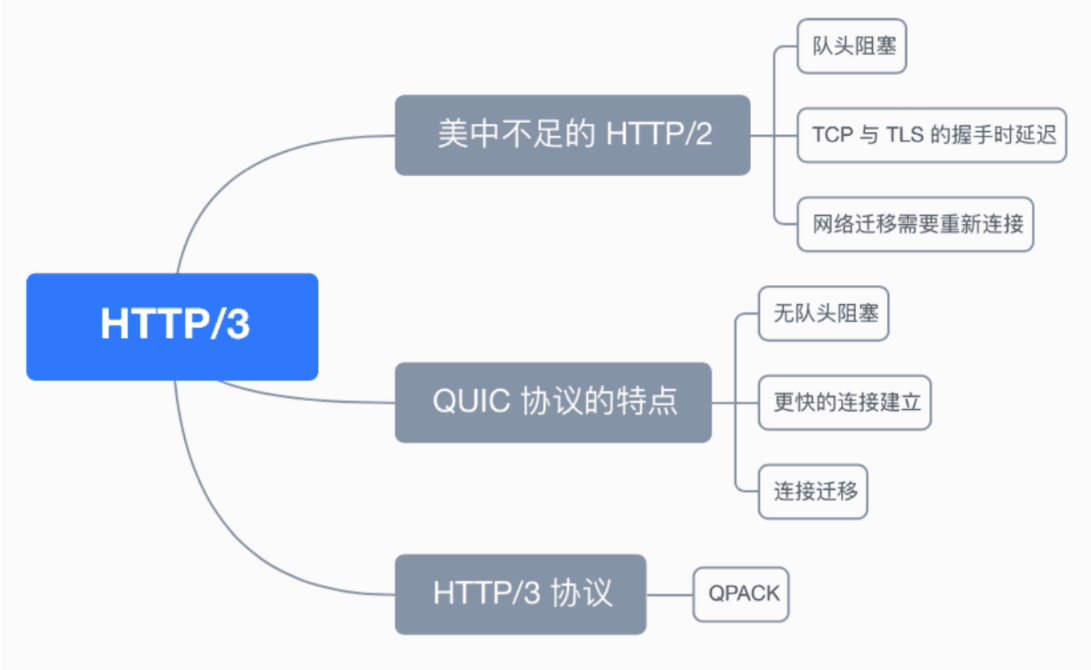 HTTP/3
美中不足的 HTTP/2
队头阻塞
TCP 与 TLS 的握手时延迟
网络迁移需要重新连接
QUIC 协议的特点
无队头阻塞
更快的连接建立
连接迁移
HTTP/3 协议
QPACK